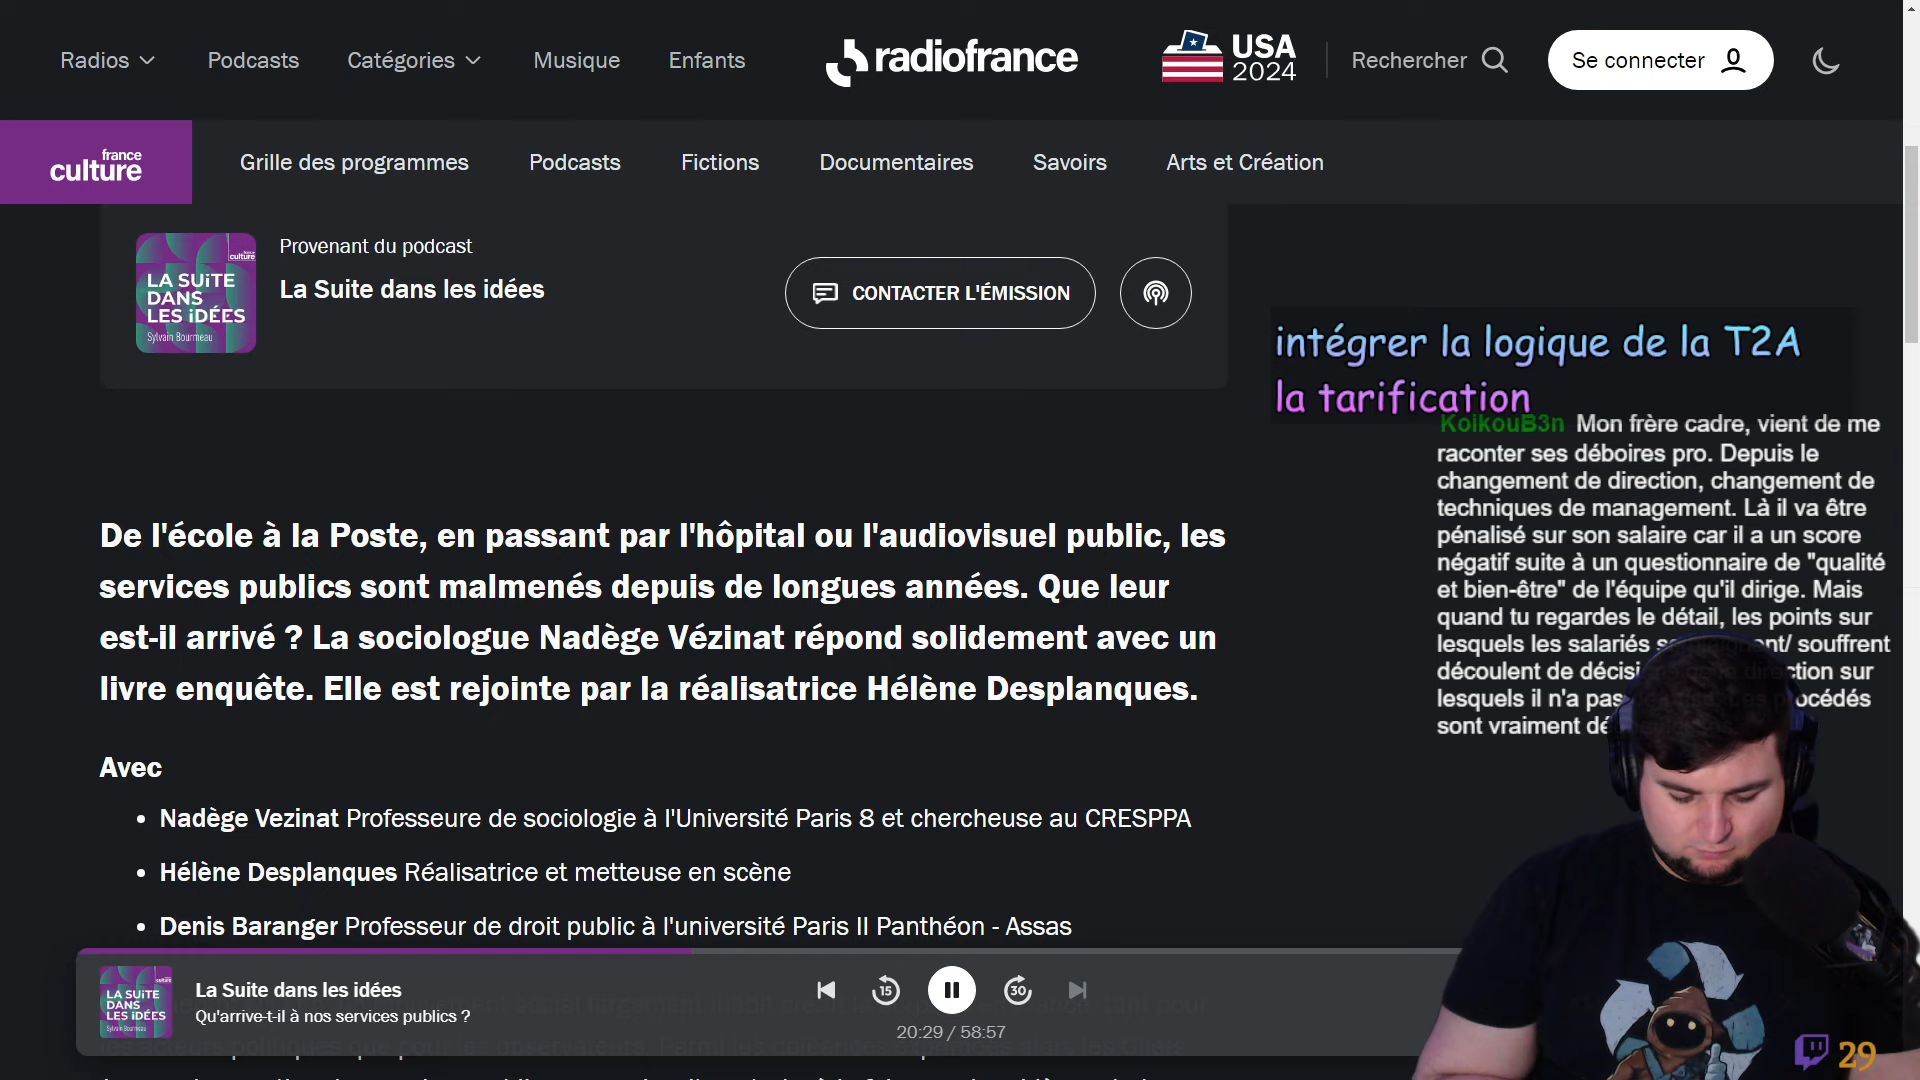 Radios
Podcasts
Catégories
Musique
Enfants
radiofrance
USA
2024
Rechercher
Se connecter
france
culture
Grille des programmes
Podcasts
Fictions
Documentaires
Savoirs
Arts et Création
culture
LA SUiTE
DANS
LES iDÉES
Sylvain Bourmeau
Provenant du podcast
La Suite dans les idées
CONTACTER L'ÉMISSION
intégrer la logique de la T2A
la tarification
KoikouB3n Mon frère cadre, vient de me
raconter ses déboires pro. Depuis le
changement de direction, changement de
techniques de management. Là il va être
pénalisé sur son salaire car il a un score
négatif suite à un questionnaire de "qualité
et bien-être" de l'équipe qu'il dirige. Mais
quand tu regardes le détail, les points sur
lesquels les salariés souffrent
découlent de sur
lesquels il n'a pas
sont vraiment
De l'école à la Poste, en passant par l'hôpital ou l'audiovisuel public, les
services publics sont malmenés depuis de longues années. Que leur
est-il arrivé ? La sociologue Nadège Vézinat répond solidement avec un
livre enquête. Elle est rejointe par la réalisatrice Hélène Desplanques.
Avec
• Nadège Vezinat Professeure de sociologie à l'Université Paris 8 et chercheuse au CRESPPA
• Hélène Desplanques Réalisatrice et metteuse en scène
• Denis Baranger Professeur de droit public à l'université Paris II Panthéon - Assas
LA SUiTE
DANS
LES iDÉES
La Suite dans les idées
Qu'arrive-t-il à nos services publics ?
15
30
20:29 / 58:57
29